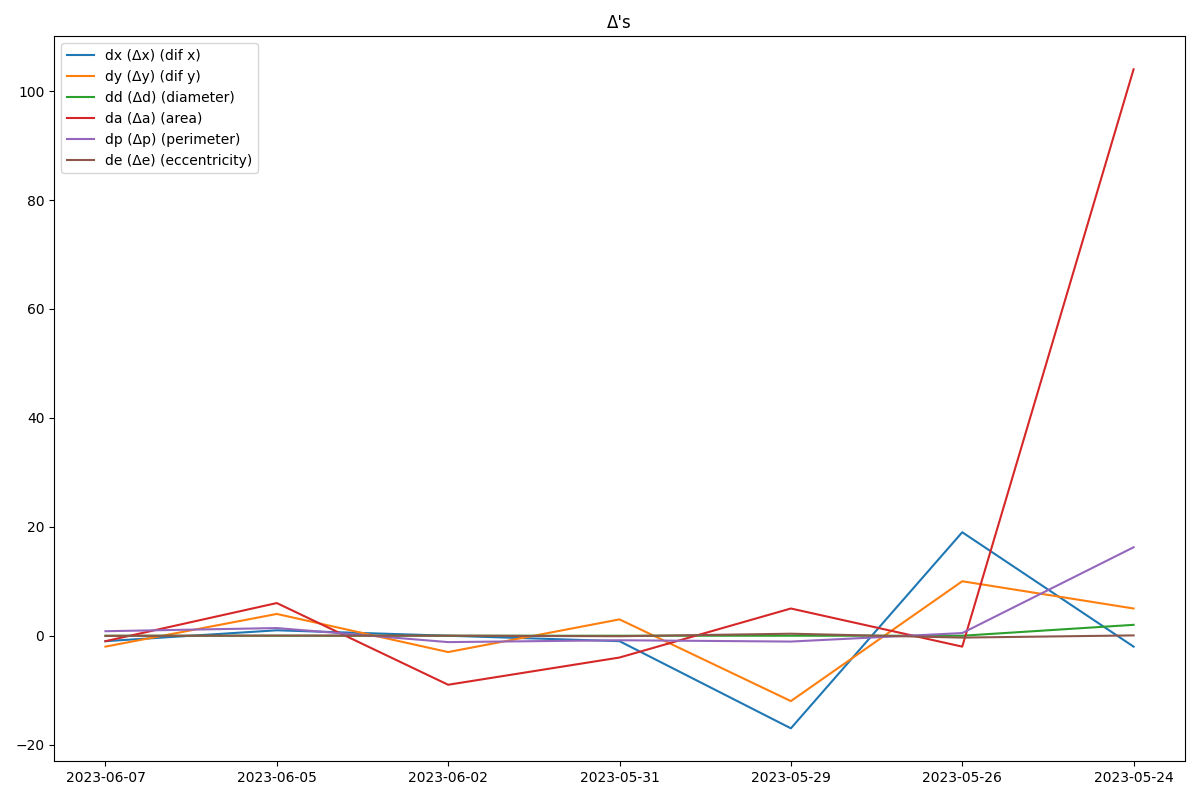 Δ's
dx (Δx) (dif x)
dy (Δy) (dif y)
dd (Δd) (diameter)
da (Δa) (area)
dp (Δp) (perimeter)
de (Δe) (eccentricity)
100
80
60
40
20
0
−20
2023-06-07 2023-06-05 2023-06-02 2023-05-31 2023-05-29 2023-05-26 2023-05-24